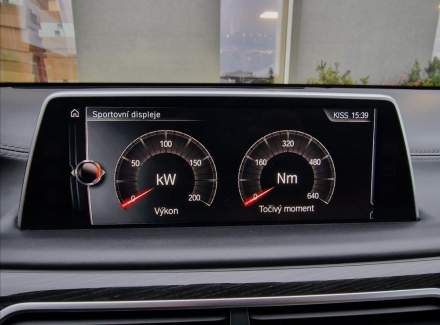 Sportovní displeje
KISS 15:39
0
50
100
150
200
kW
Výkon
0
160
320
480
640
Nm
Točivý moment